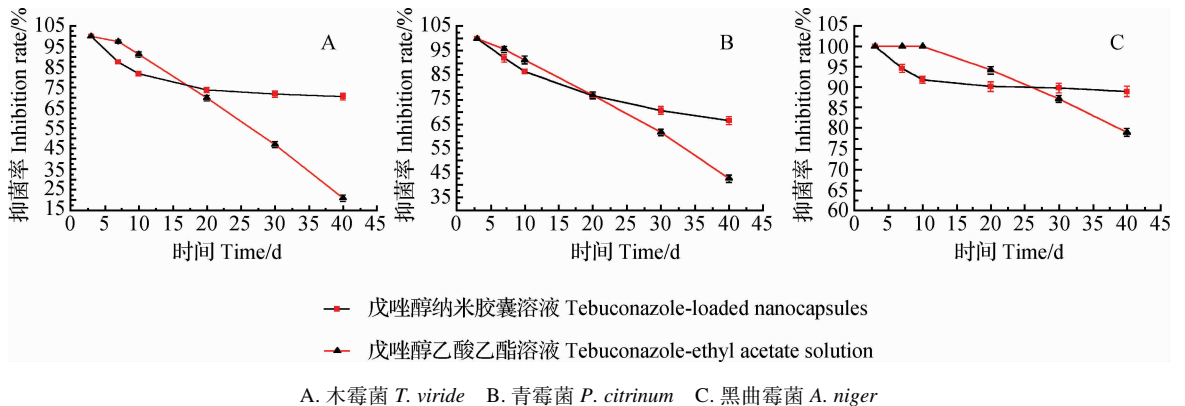 抑菌率 Inhibition rate/%
105
95
85
75
65
55
45
35
25
15
A
0 5 10 15 20 25 30 35 40 45
时间 Time/d
抑菌率 Inhibition rate/%
105
95
85
75
65
55
45
35
B
0 5 10 15 20 25 30 35 40 45
时间 Time/d
抑菌率 Inhibition rate/%
105
100
95
90
85
80
75
70
65
60
C
0 5 10 15 20 25 30 35 40 45
时间 Time/d
戊唑醇纳米胶囊溶液 Tebuconazole-loaded nanocapsules
戊唑醇乙酸乙酯溶液 Tebuconazole-ethyl acetate solution
A. 木霉菌 T. viride B. 青霉菌 P. citrinum C. 黑曲霉菌 A. niger